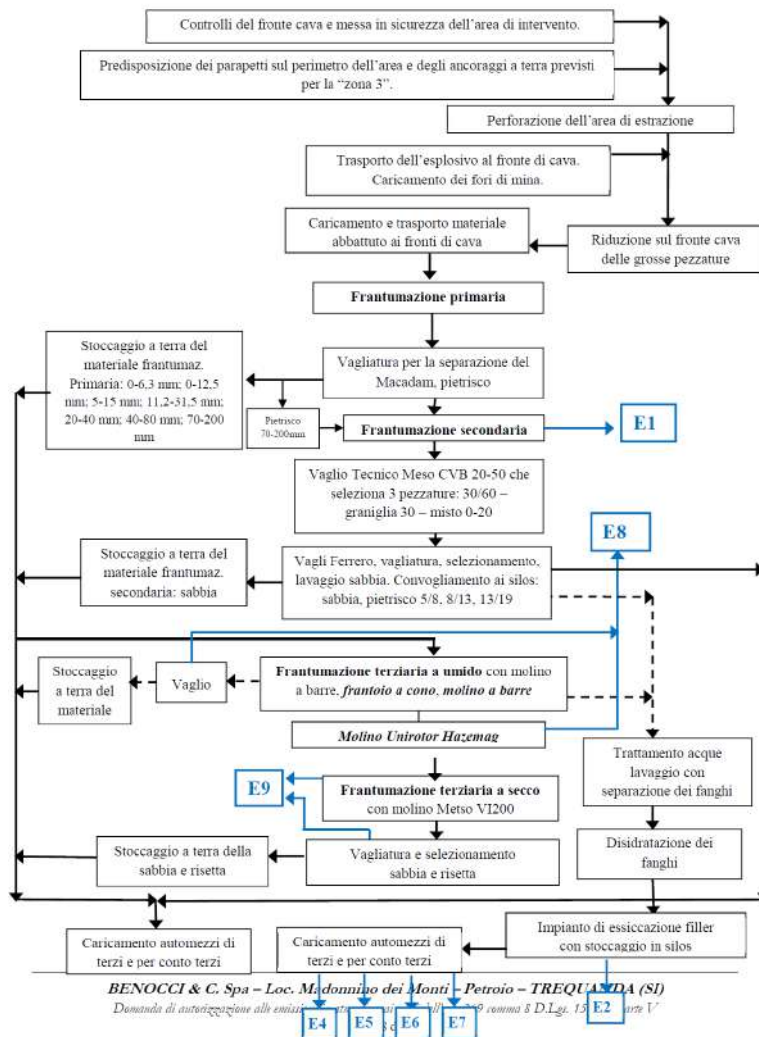 Controlli del fronte cava e messa in sicurezza dell'area di intervento.
Predisposizione dei parapetti sul perimetro dell'area e degli ancoraggi a terra previsti
per la "zona 3".
Perforazione dell'area di estrazione
Trasporto dell'esplosivo al fronte di cava.
Caricamento dei fori di mina.
Caricamento e trasporto materiale
abbattuto ai fronti di cava
Riduzione sul fronte cava
delle grosse pezzature
Frantumazione primaria
Stoccaggio a terra del
materiale frantumaz.
Primaria: 0-6,3 mm; 0-12,5
mm; 5-15 mm; 11,2-31,5 mm;
20-40 mm; 40-80 mm; 70-200
mm
Vagliatura per la separazione del
Macadam, pietrisco
Pietrisco
70-200mm
Frantumazione secondaria
E1
Vaglio Tecnico Meso CVB 20-50 che
seleziona 3 pezzature: 30/60 –
graniglia 30 – misto 0-20
E8
Stoccaggio a terra del
materiale frantumaz.
secondaria: sabbia
Vagli Ferrero, vagliatura, selezionamento,
lavaggio sabbia. Convogliamento ai silos:
sabbia, pietrisco 5/8, 8/13, 13/19
Stoccaggio
a terra del
materiale
Vaglio
Frantumazione terziaria a umido con molino
a barre, frantoio a cono, molino a barre
Molino Unirotor Hazemag
Trattamento acque
lavaggio con
separazione dei fanghi
E9
Frantumazione terziaria a secco
con molino Metso VI200
Stoccaggio a terra della
sabbia e risetta
Vagliatura e selezionamento
sabbia e risetta
Disidratazione dei
fanghi
Caricamento automezzi di
terzi e per conto terzi
Caricamento automezzi di
terzi e per conto terzi
Impianto di essiccazione filler
con stoccaggio in silos
BENOCCI & C. Spa – Loc. Madonnino dei Monti – Petroio – TREQUANDA (SI)
Domanda di autorizzazione alle comma 8 D.Lgs.
E4 E5 E6 E7 E2